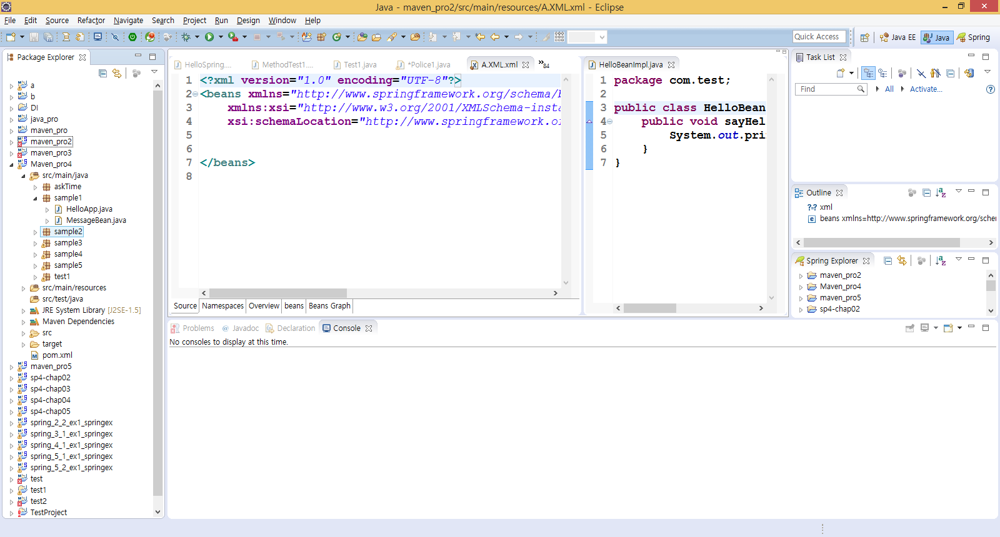 Java - maven_pro2/src/main/resources/A.XML.xml - Eclipse
File Edit Source Refactor Navigate Search Project Run Design Window Help
Quick Access
Java EE
Java
Spring
Package Explorer
a
b
DI
java_pro
maven_pro
maven_pro2
maven_pro3
Maven_pro4
src/main/java
askTime
sample1
HelloApp.java
MessageBean.java
sample2
sample3
sample4
sample5
test1
src/main/resources
src/test/java
JRE System Library [J2SE-1.5]
Maven Dependencies
src
target
pom.xml
maven_pro5
sp4-chap02
sp4-chap03
sp4-chap04
sp4-chap05
spring_2_2_ex1_springex
spring_3_1_ex1_springex
spring_4_1_ex1_springex
spring_5_1_ex1_springex
spring_5_2_ex1_springex
test
test1
test2
TestProject
HelloSpring.... MethodTest1.... Test1.java *Police1.java A.XML.xml »84
1 <?xml version="1.0" encoding="UTF-8"?>
2 <beans xmlns="http://www.springframework.org/schema/
3 xmlns:xsi="http://www.w3.org/2001/XMLSchema-insta
4 xsi:schemaLocation="http://www.springframework.o
5
6
7 </beans>
8
Source Namespaces Overview beans Beans Graph
HelloBeanImpl.java
1 package com.test;
2
3 public class HelloBean
4 public void sayHel
5 System.out.pri
6 }
7 }
Task List
Find
All
Activate...
Outline
?-? xml
e beans xmlns=http://www.springframework.org/scher
Spring Explorer
maven_pro2
Maven_pro4
maven_pro5
sp4-chap02
Problems @ Javadoc Declaration Console
No consoles to display at this time.